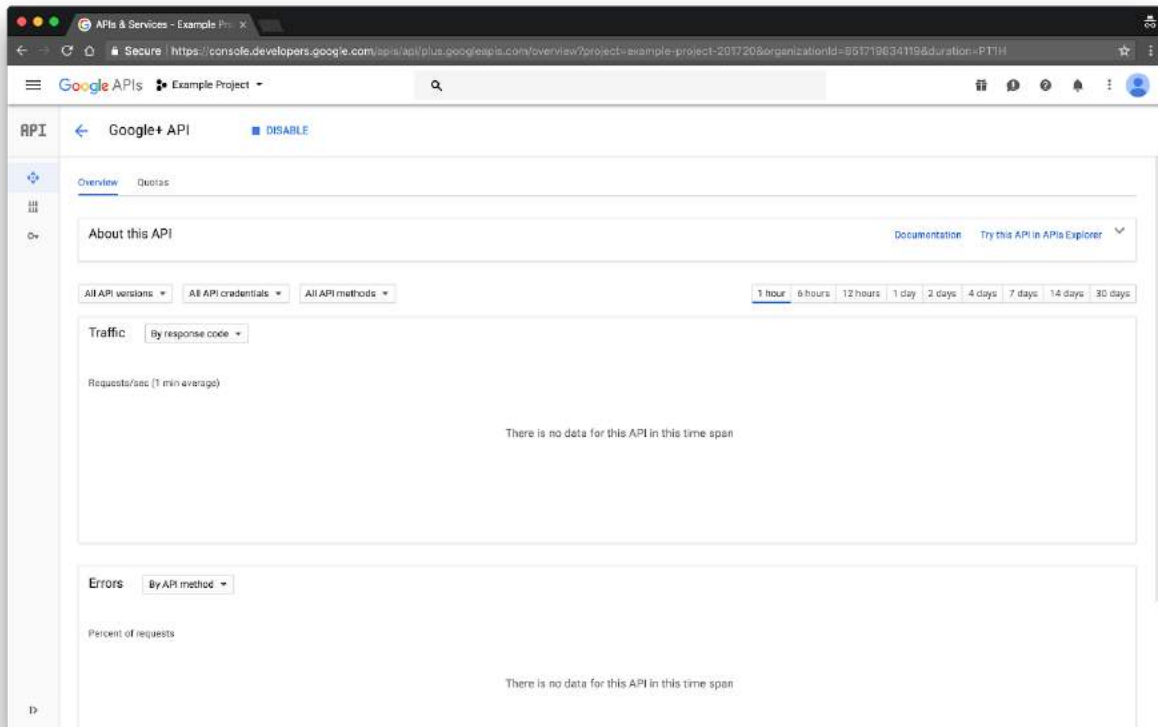 APIs & Services - Example Pr
Secure https://console.developers.google.com/apis/api/plus.googleapis.com/overview?project=example-project-201720&organizationId=851719834119&duration=PT1H
Google APIs Example Project
API Google+ API DISABLE
Overview Quotas
About this API Documentation Try this API in APIs Explorer
All API versions All API credentials All API methods 1 hour 6 hours 12 hours 1 day 2 days 4 days 7 days 14 days 30 days
Traffic By response code
Requests/sec (1 min average)
There is no data for this API in this time span
Errors By API method
Percent of requests
There is no data for this API in this time span